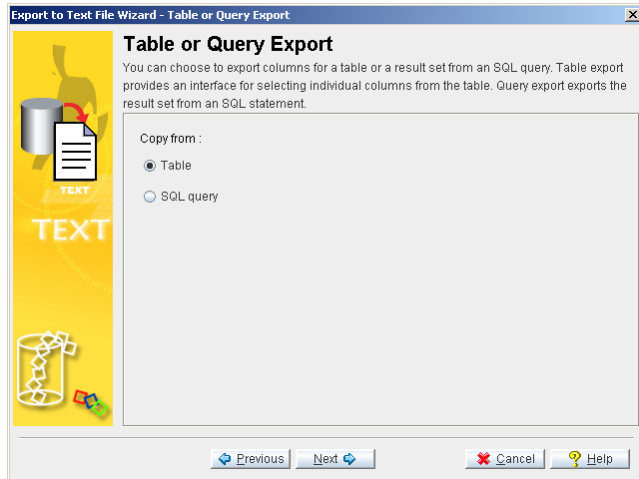 Export to Text File Wizard - Table or Query Export
Table or Query Export
You can choose to export columns for a table or a result set from an SQL query. Table export
provides an interface for selecting individual columns from the table. Query export exports the
result set from an SQL statement.
Copy from :
Table
SQL query
TEXT
TEXT
Previous
Next
Cancel
Help